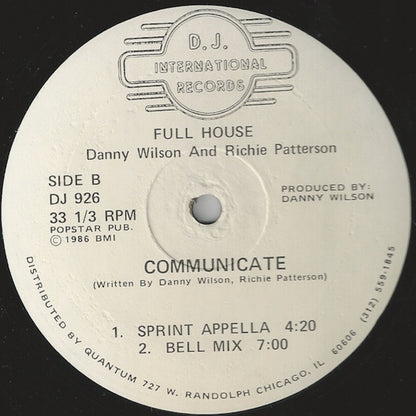 D.J.
INTERNATIONAL
RECORDS
FULL HOUSE
Danny Wilson And Richie Patterson
SIDE B
DJ 926
33 1/3 RPM
POPSTAR PUB.
©1986 BMI
PRODUCED BY:
DANNY WILSON
COMMUNICATE
(Written By Danny Wilson, Richie Patterson)
1. SPRINT APPELLA 4:20
2. BELL MIX 7:00
DISTRIBUTED BY QUANTUM 727 W. RANDOLPH CHICAGO, IL 60606 (312) 559-1845